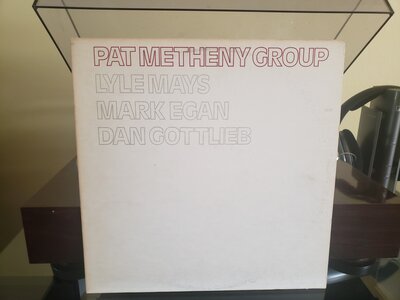 PAT METHENY GROUP
LYLE MAYS
MARK EGAN
DAN GOTTLIEB